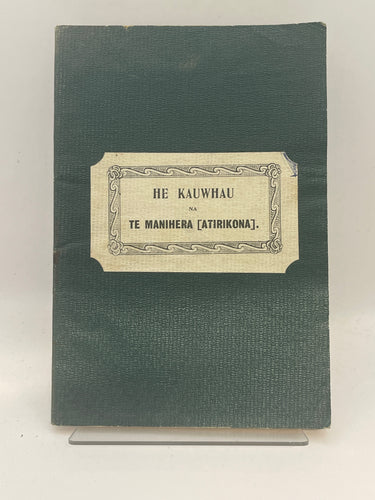 HE KAUWHAU
NA
TE MANIHERA [ATIRIKONA].